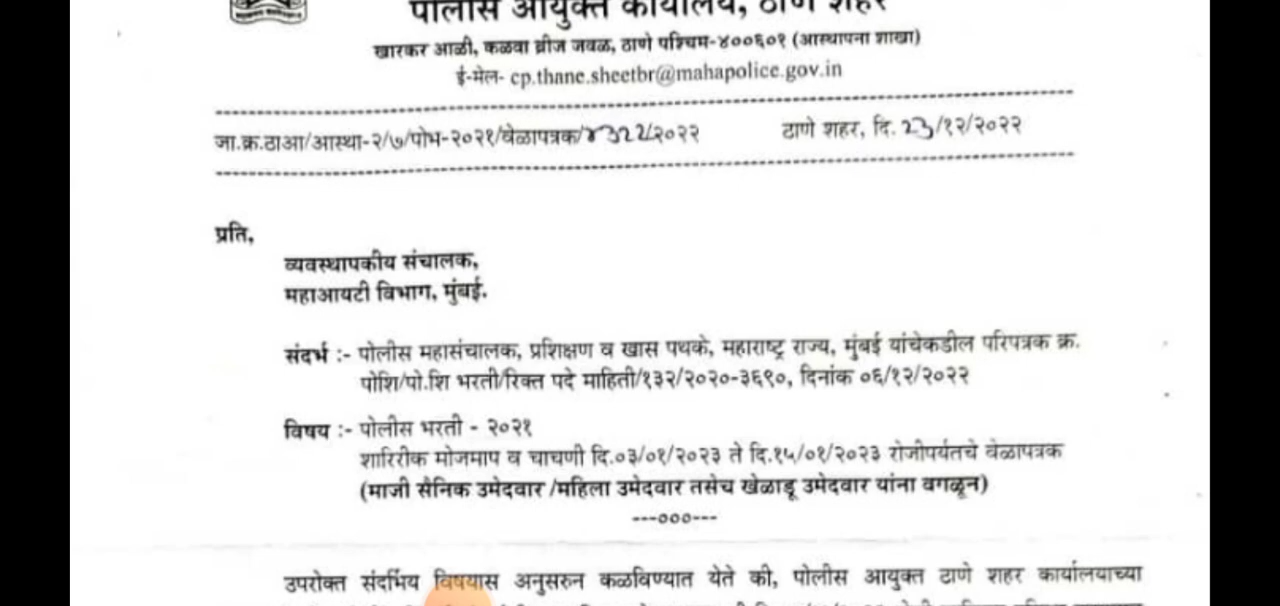 पोलीस आयुक्त कार्यालय, ठाणे शहर
खारकर आळी, कळवा ब्रीज जवळ, ठाणे पश्चिम-४००६०१ (आस्थापना शाखा)
ई-मेल- cp.thane.sheetbr@mahapolice.gov.in
जा.क्र.ठाआ/आस्था-२/७/पोभ-२०२१/वेळापत्रक/ /२०२२ ठाणे शहर, दि. 23/१२/२०२२
प्रति,
व्यवस्थापकीय संचालक,
महाआयटी विभाग, मुंबई.
संदर्भ :- पोलीस महासंचालक, प्रशिक्षण व खास पथके, महाराष्ट्र राज्य, मुंबई यांचेकडील परिपत्रक क्र.
पोशि/पो.शि भरती/रिक्त पदे माहिती/१३२/२०२०-३६९०, दिनांक ०६/१२/२०२२
विषय :- पोलीस भरती - २०२१
शारिरीक मोजमाप व चाचणी दि.०३/०१/२०२३ ते दि.१५/०१/२०२३ रोजीपर्यतचे वेळापत्रक
(माजी सैनिक उमेदवार /महिला उमेदवार तसेच खेळाडू उमेदवार यांना वगळून)
---०००---
उपरोक्त संदर्भिय विषयास अनुसरुन कळविण्यात येते की, पोलीस आयुक्त ठाणे शहर कार्यालयाच्या